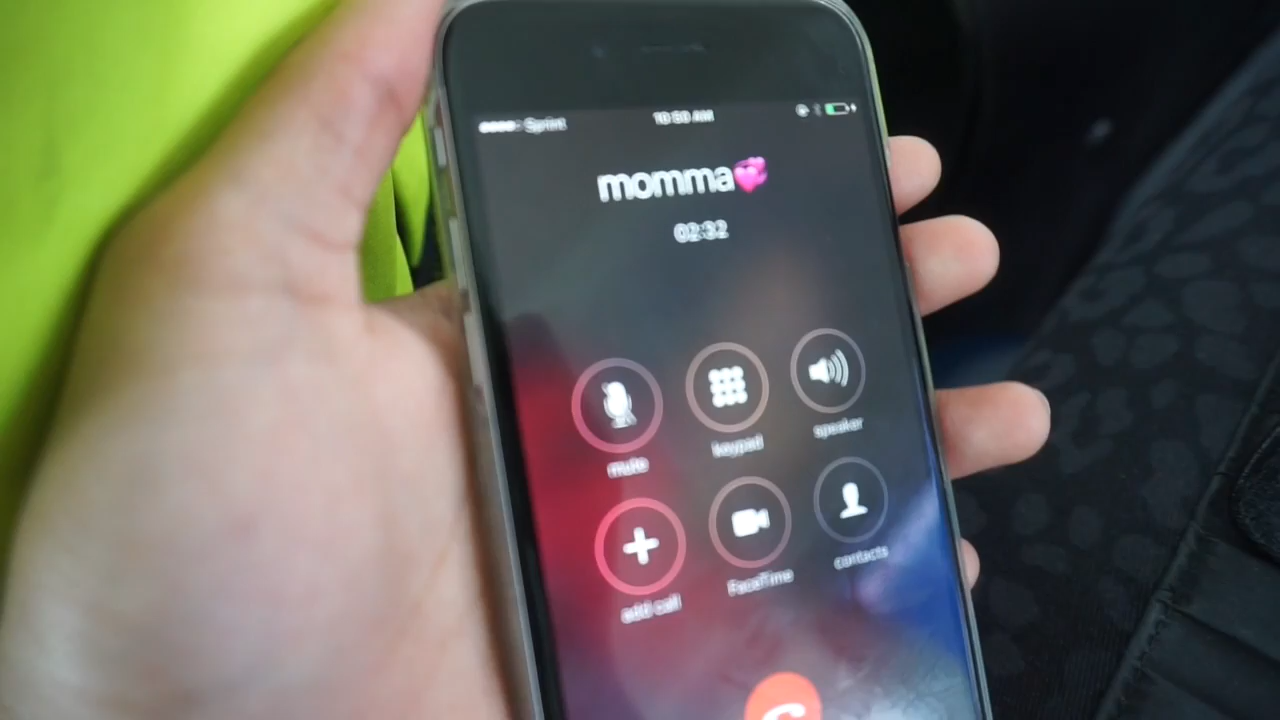 Sprint 10:50 AM
momma💞
02:32
mute keypad speaker
add call FaceTime contacts